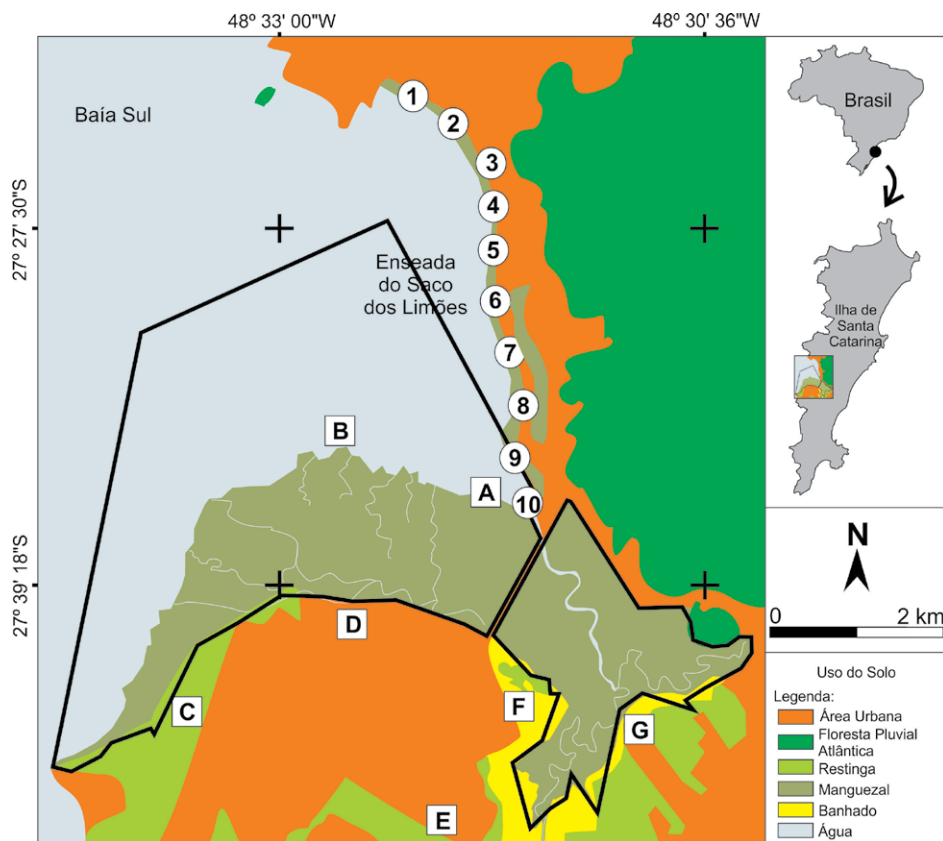 48º 33' 00"W
48º 30' 36"W
27º 27' 30"S
27º 39' 18"S
Baía Sul
Enseada
do Saco
dos Limões
1
2
3
4
5
6
7
8
9
10
A
B
C
D
E
F
G
Brasil
Ilha de
Santa
Catarina
N
0
2 km
Uso do Solo
Legenda:
Área Urbana
Floresta Pluvial
Atlântica
Restinga
Manguezal
Banhado
Água